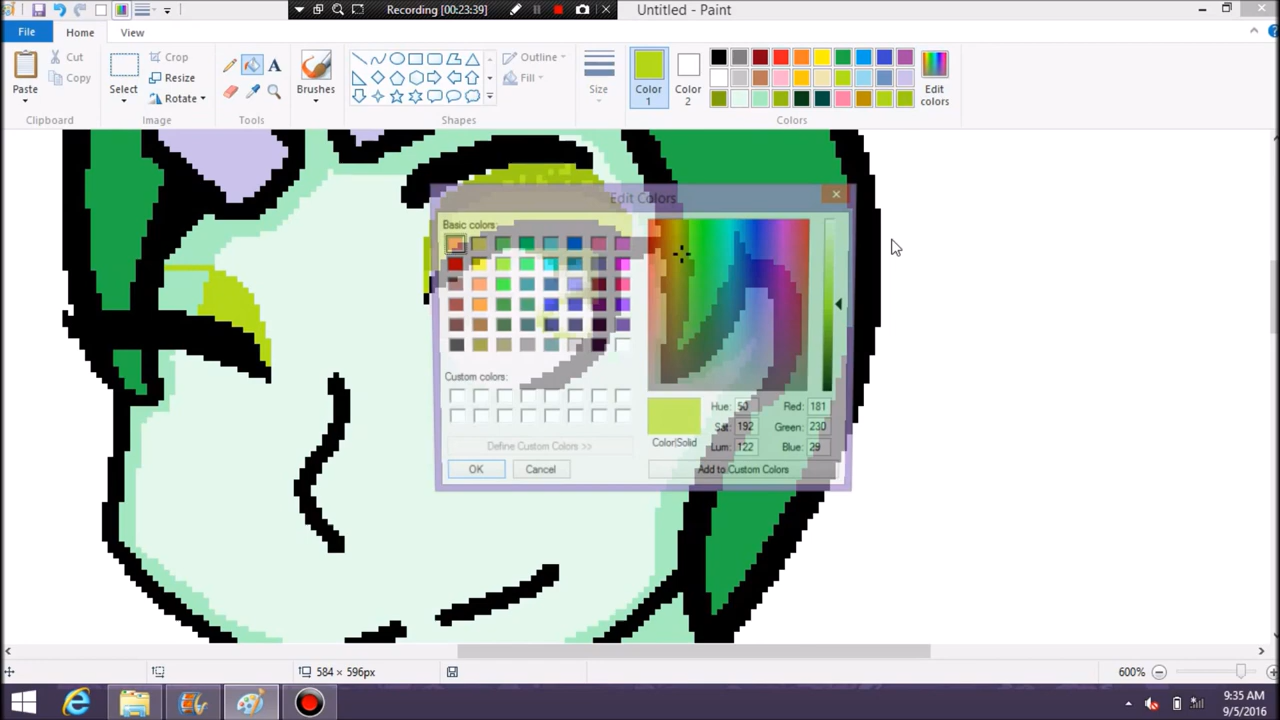 Recording [00:23:39]
Untitled - Paint
File
Home
View
Paste
Cut
Copy
Clipboard
Select
Crop
Resize
Rotate
Image
A
Tools
Brushes
Outline
Fill
Shapes
Size
Color
1
Color
2
Edit
colors
Colors
Edit Colors
Basic colors:
Custom colors:
Define Custom Colors >>
OK
Cancel
Color|Solid
Hue: 50
Sat: 192
Lum: 122
Red: 181
Green: 230
Blue: 29
Add to Custom Colors
584 × 596px
600%
9:35 AM
9/5/2016